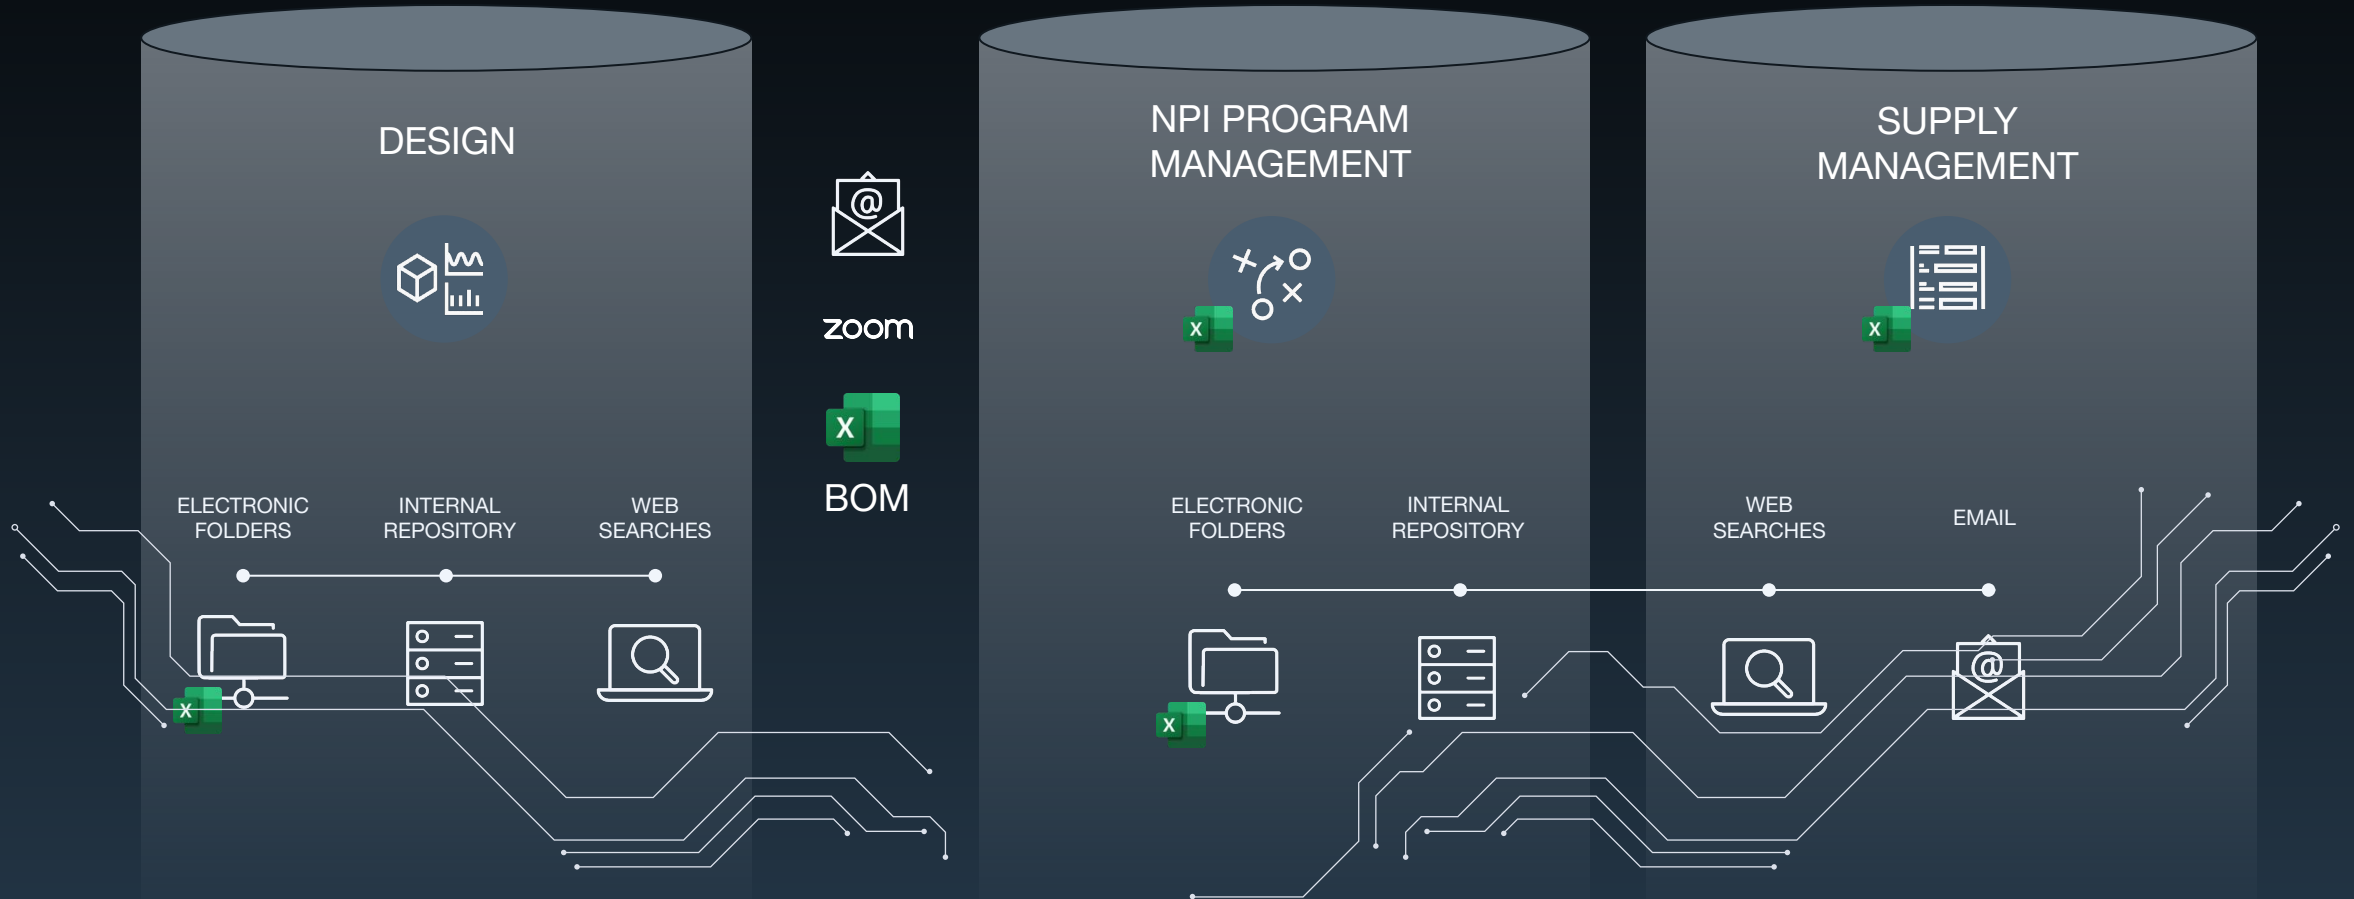 DESIGN
ELECTRONIC
FOLDERS
INTERNAL
REPOSITORY
WEB
SEARCHES
@
zoom
X
BOM
X
NPI PROGRAM
MANAGEMENT
X
ELECTRONIC
FOLDERS
INTERNAL
REPOSITORY
X
SUPPLY
MANAGEMENT
X
WEB
SEARCHES
EMAIL
@